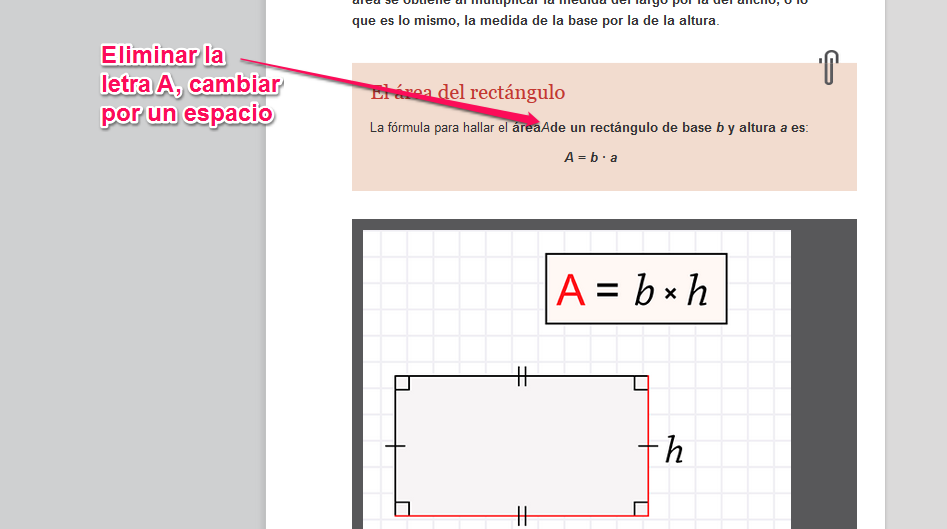 área se obtiene al multiplicar la medida del largo por la del ancho, o lo
que es lo mismo, la medida de la base por la de la altura.
Eliminar la
letra A, cambiar
por un espacio
El área del rectángulo
La fórmula para hallar el áreaAde un rectángulo de base b y altura a es:
A = b · a
A = b × h
h